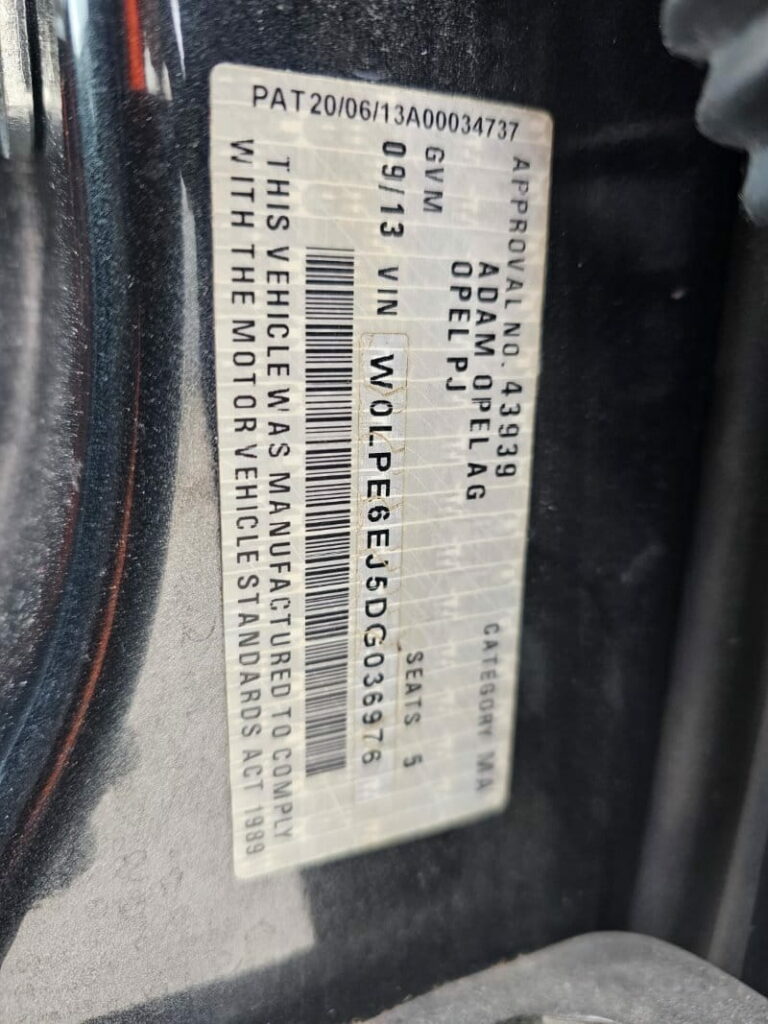 PAT20/06/13A00034737
APPROVAL NO. 43939 CATEGORY MA
ADAM OPEL AG
OPEL PJ
GVM SEATS 5
09/13 VIN W0LPE6EJ5DG036976
THIS VEHICLE WAS MANUFACTURED TO COMPLY
WITH THE MOTOR VEHICLE STANDARDS ACT 1989